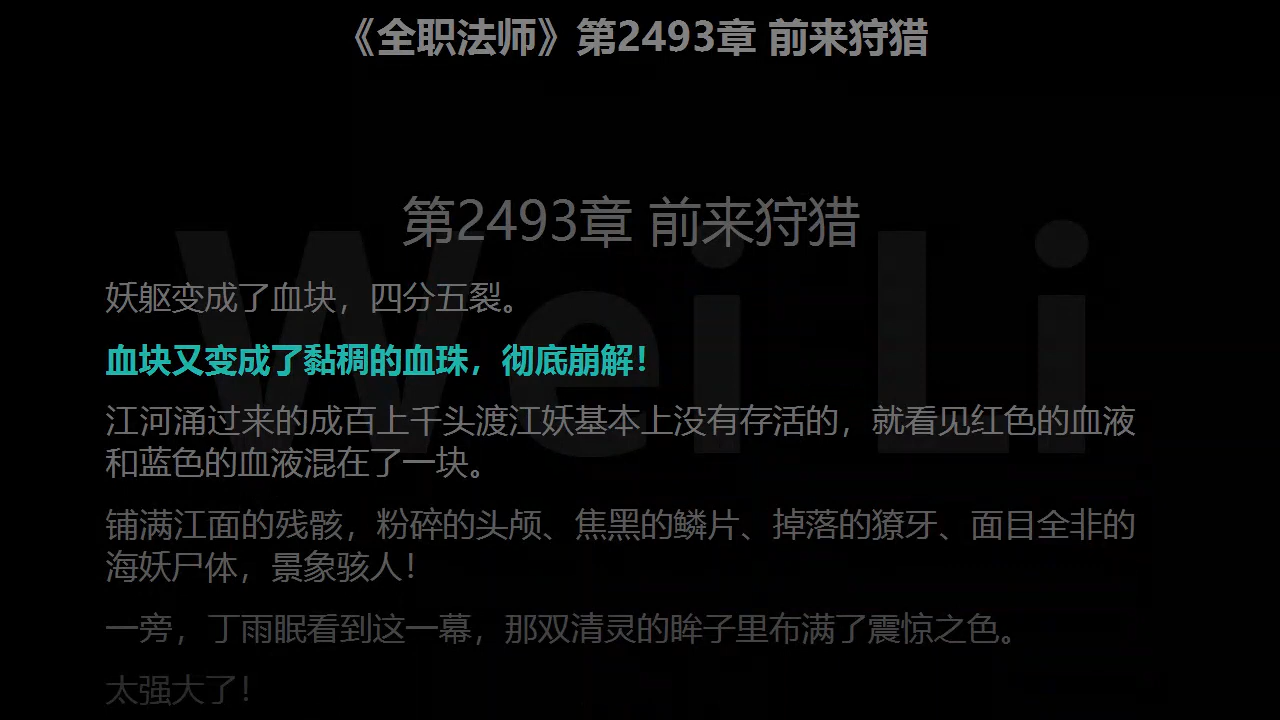 《全职法师》第2493章 前来狩猎
第2493章 前来狩猎
Wei Li
妖躯变成了血块，四分五裂。
血块又变成了黏稠的血珠，彻底崩解！
江河涌过来的成百上千头渡江妖基本上没有存活的，就看见红色的血液
和蓝色的血液混在了一块。
铺满江面的残骸，粉碎的头颅、焦黑的鳞片、掉落的獠牙、面目全非的
海妖尸体，景象骇人！
一旁，丁雨眠看到这一幕，那双清灵的眸子里布满了震惊之色。
太强大了！